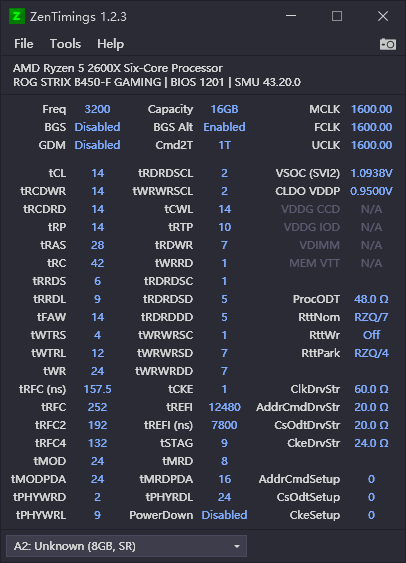 ZenTimings 1.2.3
File Tools Help
AMD Ryzen 5 2600X Six-Core Processor
ROG STRIX B450-F GAMING | BIOS 1201 | SMU 43.20.0
Freq 3200 Capacity 16GB MCLK 1600.00
BGS Disabled BGS Alt Enabled FCLK 1600.00
GDM Disabled Cmd2T 1T UCLK 1600.00
tCL 14 tRDRDSCL 2 VSOC (SVI2) 1.0938V
tRCDWR 14 tWRWRSCL 2 CLDO VDDP 0.9500V
tRCDRD 14 tCWL 14 VDDG CCD N/A
tRP 14 tRTP 10 VDDG IOD N/A
tRAS 28 tRDWR 7 VDIMM N/A
tRC 42 tWRRD 1 MEM VTT N/A
tRRDS 6 tRDRDSC 1
tRRDL 9 tRDRDSD 5 ProcODT 48.0 Ω
tFAW 14 tRDRDDD 5 RttNom RZQ/7
tWTRS 4 tWRWRSC 1 RttWr Off
tWTRL 12 tWRWRSD 7 RttPark RZQ/4
tWR 24 tWRWRDD 7
tRFC (ns) 157.5 tCKE 1 ClkDrvStr 60.0 Ω
tRFC 252 tREFI 12480 AddrCmdDrvStr 20.0 Ω
tRFC2 192 tREFI (ns) 7800 CsOdtDrvStr 20.0 Ω
tRFC4 132 tSTAG 9 CkeDrvStr 24.0 Ω
tMOD 24 tMRD 8
tMODPDA 24 tMRDPDA 16 AddrCmdSetup 0
tPHYWRD 2 tPHYRDL 24 CsOdtSetup 0
tPHYWRL 9 PowerDown Disabled CkeSetup 0
A2: Unknown (8GB, SR)